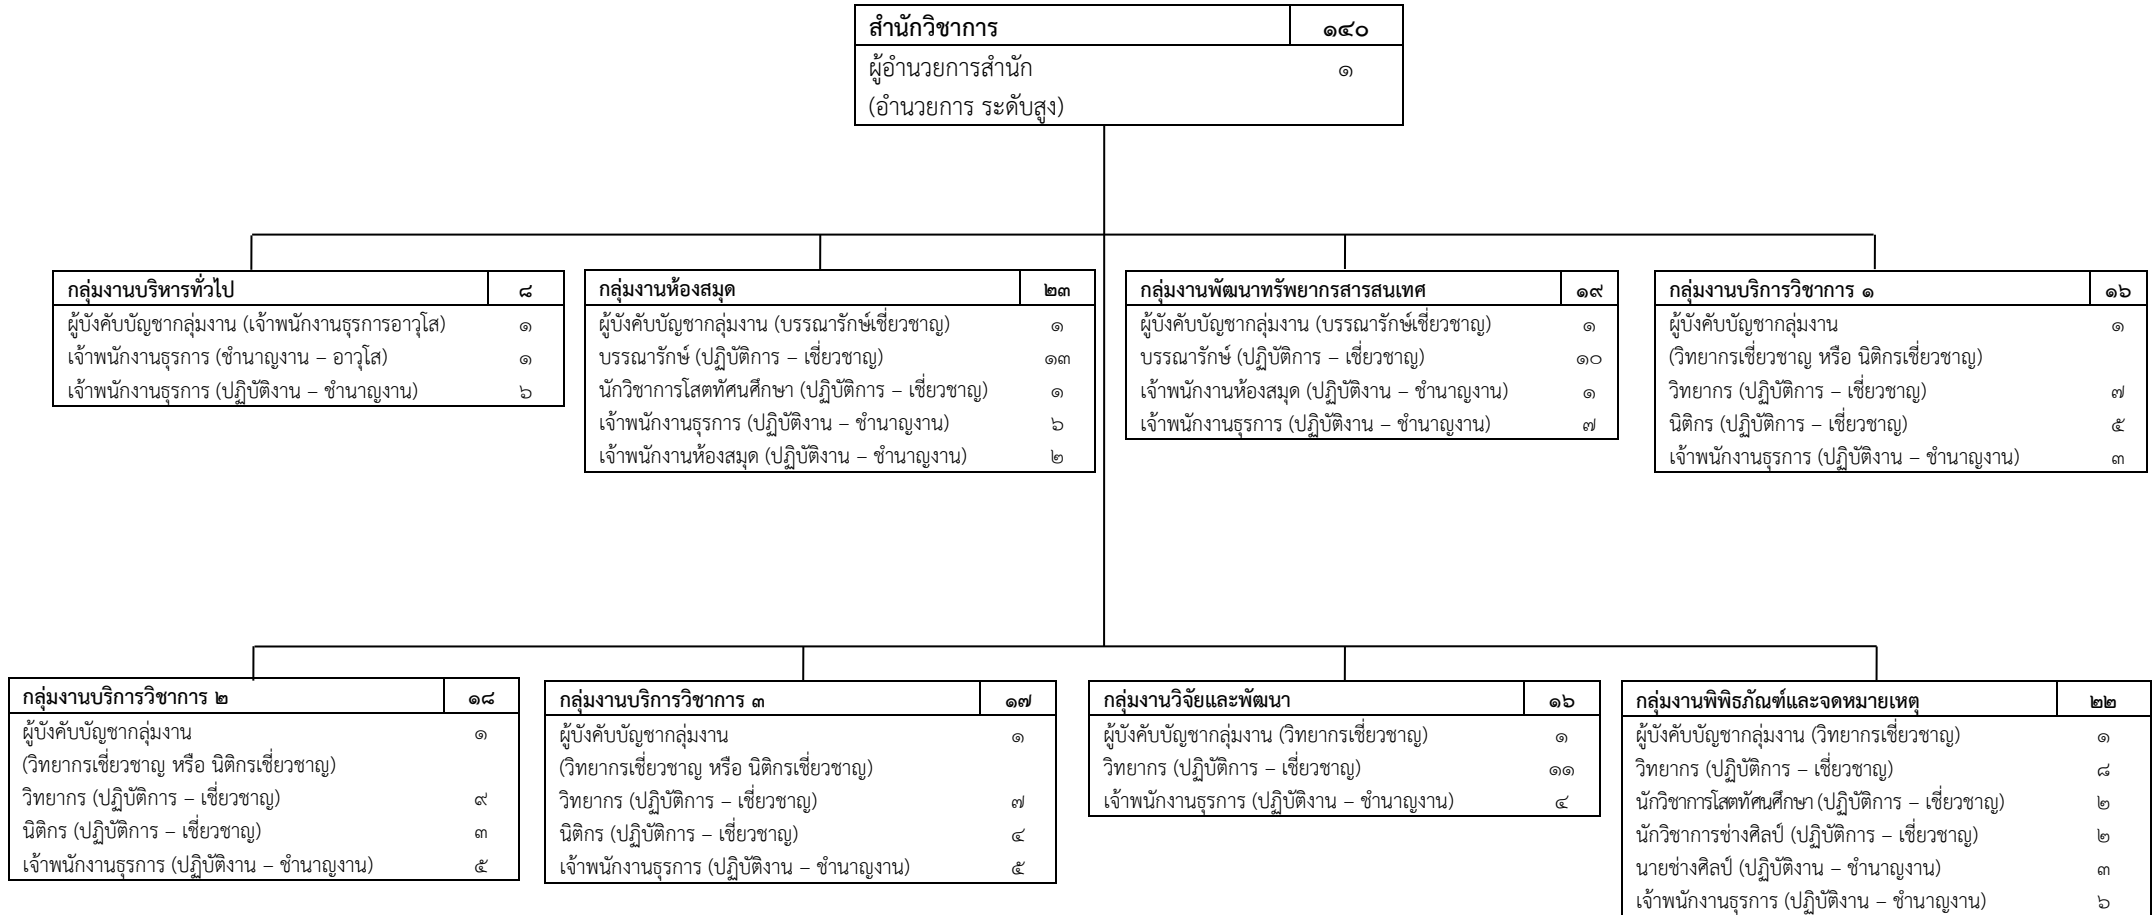 สำนักวิชาการ ๑๔๐
ผู้อำนวยการสำนัก ๑
(อำนวยการ ระดับสูง)
กลุ่มงานบริหารทั่วไป ๘
ผู้บังคับบัญชากลุ่มงาน (เจ้าพนักงานธุรการอาวุโส) ๑
เจ้าพนักงานธุรการ (ชำนาญงาน – อาวุโส) ๑
เจ้าพนักงานธุรการ (ปฏิบัติงาน – ชำนาญงาน) ๖
กลุ่มงานห้องสมุด ๒๓
ผู้บังคับบัญชากลุ่มงาน (บรรณารักษ์เชี่ยวชาญ) ๑
บรรณารักษ์ (ปฏิบัติการ – เชี่ยวชาญ) ๑๓
นักวิชาการโสตทัศนศึกษา (ปฏิบัติการ – เชี่ยวชาญ) ๑
เจ้าพนักงานธุรการ (ปฏิบัติงาน – ชำนาญงาน) ๖
เจ้าพนักงานห้องสมุด (ปฏิบัติงาน – ชำนาญงาน) ๒
กลุ่มงานพัฒนาทรัพยากรสารสนเทศ ๑๙
ผู้บังคับบัญชากลุ่มงาน (บรรณารักษ์เชี่ยวชาญ) ๑
บรรณารักษ์ (ปฏิบัติการ – เชี่ยวชาญ) ๑๐
เจ้าพนักงานห้องสมุด (ปฏิบัติงาน – ชำนาญงาน) ๑
เจ้าพนักงานธุรการ (ปฏิบัติงาน – ชำนาญงาน) ๗
กลุ่มงานบริการวิชาการ ๑ ๑๖
ผู้บังคับบัญชากลุ่มงาน ๑
(วิทยากรเชี่ยวชาญ หรือ นิติกรเชี่ยวชาญ)
วิทยากร (ปฏิบัติการ – เชี่ยวชาญ) ๗
นิติกร (ปฏิบัติการ – เชี่ยวชาญ) ๕
เจ้าพนักงานธุรการ (ปฏิบัติงาน – ชำนาญงาน) ๓
กลุ่มงานบริการวิชาการ ๒ ๑๘
ผู้บังคับบัญชากลุ่มงาน ๑
(วิทยากรเชี่ยวชาญ หรือ นิติกรเชี่ยวชาญ)
วิทยากร (ปฏิบัติการ – เชี่ยวชาญ) ๙
นิติกร (ปฏิบัติการ – เชี่ยวชาญ) ๓
เจ้าพนักงานธุรการ (ปฏิบัติงาน – ชำนาญงาน) ๕
กลุ่มงานบริการวิชาการ ๓ ๑๗
ผู้บังคับบัญชากลุ่มงาน ๑
(วิทยากรเชี่ยวชาญ หรือ นิติกรเชี่ยวชาญ)
วิทยากร (ปฏิบัติการ – เชี่ยวชาญ) ๗
นิติกร (ปฏิบัติการ – เชี่ยวชาญ) ๔
เจ้าพนักงานธุรการ (ปฏิบัติงาน – ชำนาญงาน) ๕
กลุ่มงานวิจัยและพัฒนา ๑๖
ผู้บังคับบัญชากลุ่มงาน (วิทยากรเชี่ยวชาญ) ๑
วิทยากร (ปฏิบัติการ – เชี่ยวชาญ) ๑๑
เจ้าพนักงานธุรการ (ปฏิบัติงาน – ชำนาญงาน) ๔
กลุ่มงานพิพิธภัณฑ์และจดหมายเหตุ ๒๒
ผู้บังคับบัญชากลุ่มงาน (วิทยากรเชี่ยวชาญ) ๑
วิทยากร (ปฏิบัติการ – เชี่ยวชาญ) ๘
นักวิชาการโสตทัศนศึกษา (ปฏิบัติการ – เชี่ยวชาญ) ๒
นักวิชาการช่างศิลป์ (ปฏิบัติการ – เชี่ยวชาญ) ๒
นายช่างศิลป์ (ปฏิบัติงาน – ชำนาญงาน) ๓
เจ้าพนักงานธุรการ (ปฏิบัติงาน – ชำนาญงาน) ๖